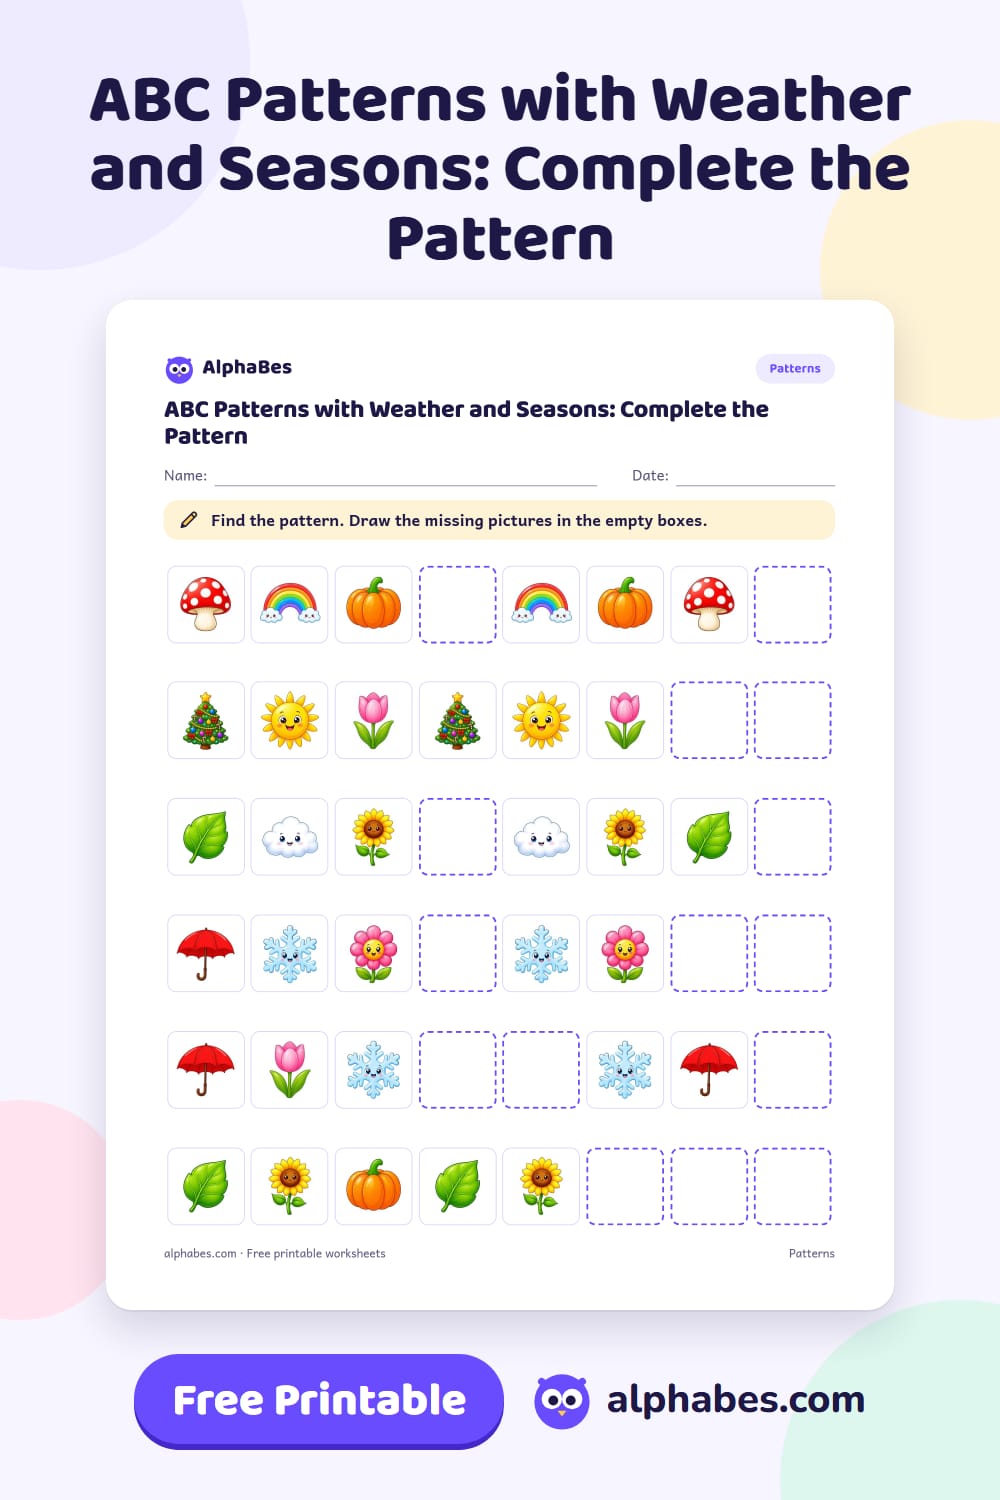 ABC Patterns with Weather
and Seasons: Complete the
Pattern
AlphaBes
Patterns
ABC Patterns with Weather and Seasons: Complete the
Pattern
Name:
Date:
Find the pattern. Draw the missing pictures in the empty boxes.
alphabes.com · Free printable worksheets
Patterns
Free Printable
alphabes.com